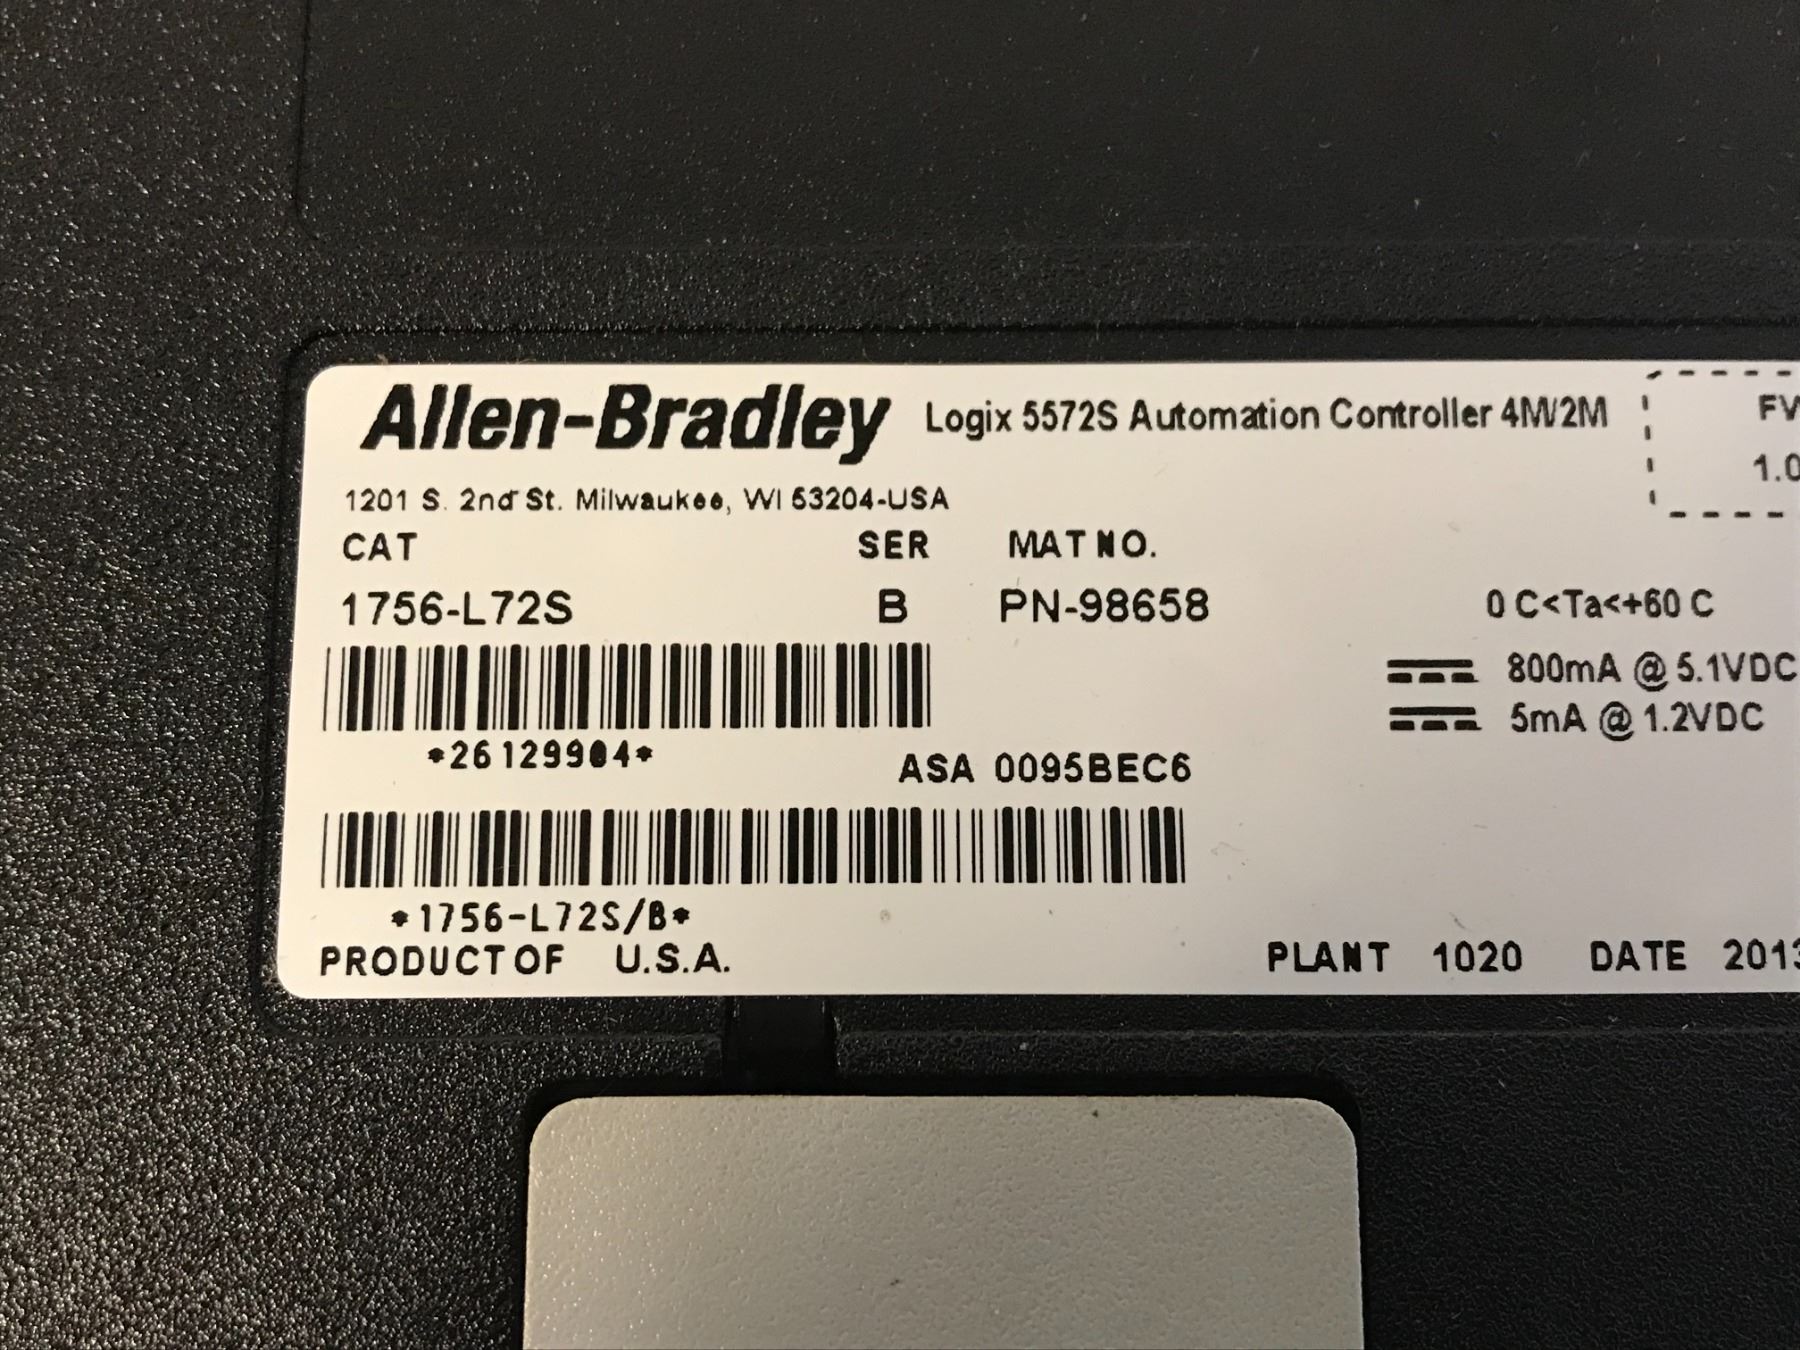 Allen-Bradley Logix 5572S Automation Controller 4M/2M
FW
1.0
1201 S. 2nd St. Milwaukee, WI 53204-USA
CAT SER MAT NO.
1756-L72S B PN-98658 0 C<Ta<+60 C
800mA @ 5.1VDC
5mA @ 1.2VDC
*26129904* ASA 0095BEC6
*1756-L72S/B*
PRODUCT OF U.S.A. PLANT 1020 DATE 2013